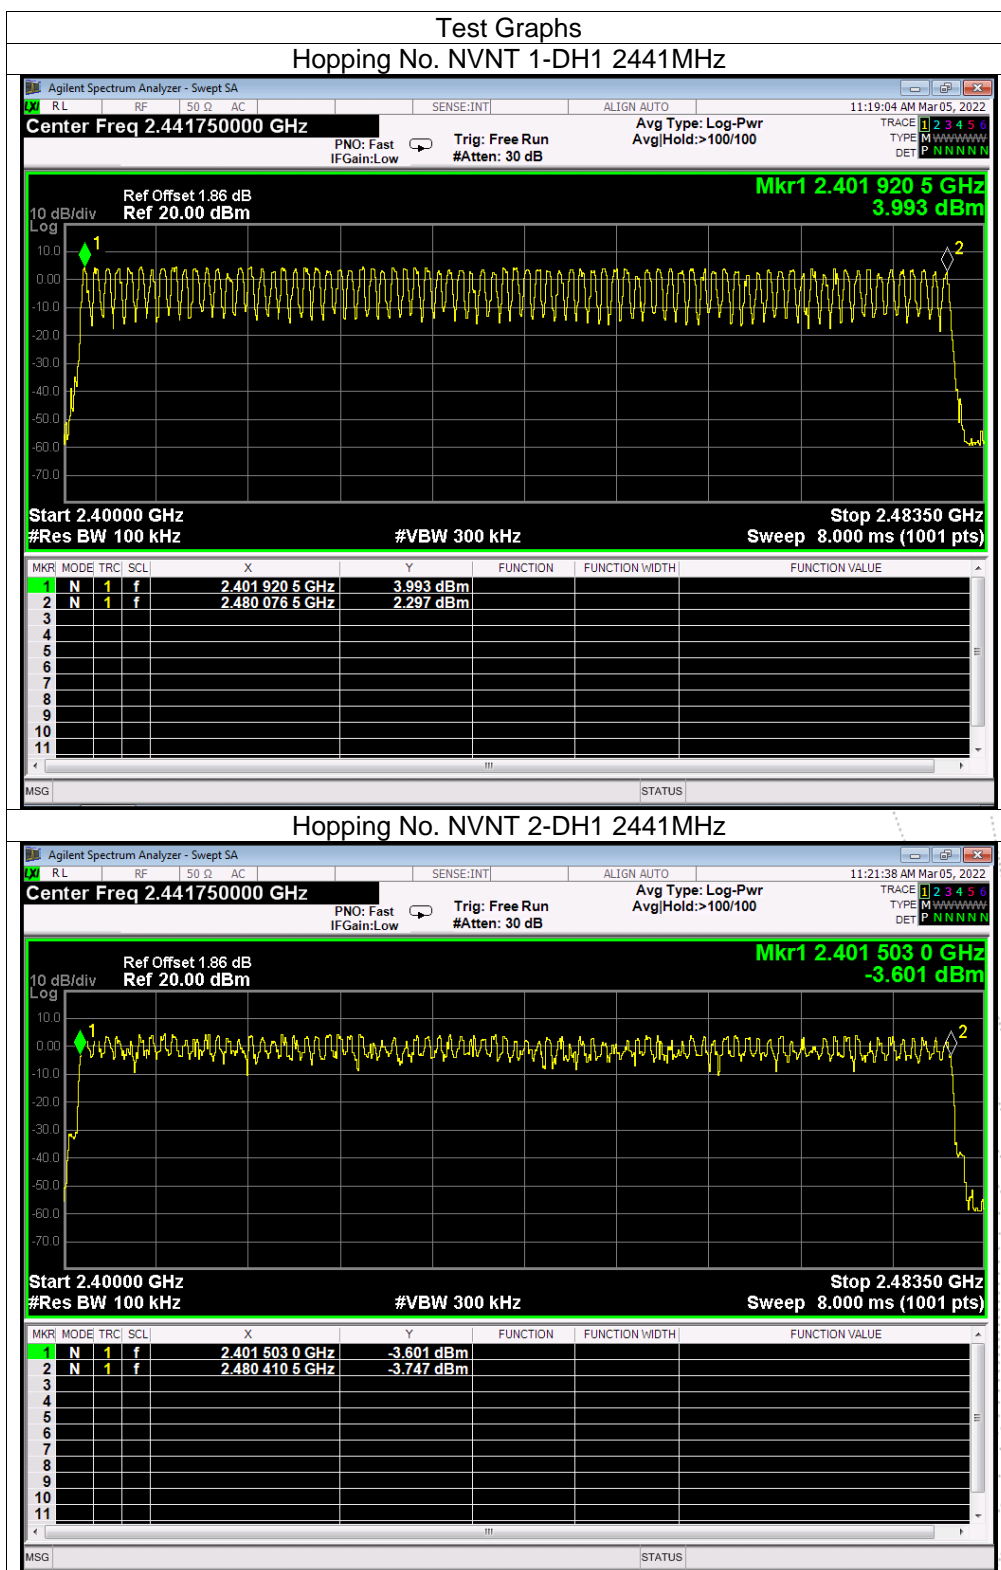 Test Graphs
Hopping No. NVNT 1-DH1 2441MHz
Agilent Spectrum Analyzer - Swept SA
LXI RL RF 50 Ω AC SENSE:INT ALIGN AUTO 11:19:04 AM Mar 05, 2022
Center Freq 2.441750000 GHz Avg Type: Log-Pwr TRACE 1 2 3 4 5 6
PNO: Fast Trig: Free Run Avg|Hold:>100/100 TYPE M WWWWW
IFGain:Low #Atten: 30 dB DET P N N N N N
Mkr1 2.401 920 5 GHz
Ref Offset 1.86 dB
10 dB/div Ref 20.00 dBm 3.993 dBm
Log
1
2
10.0
0.00
-10.0
-20.0
-30.0
-40.0
-50.0
-60.0
-70.0
Start 2.40000 GHz Stop 2.48350 GHz
#Res BW 100 kHz #VBW 300 kHz Sweep 8.000 ms (1001 pts)
MKR MODE TRC SCL X Y FUNCTION FUNCTION WIDTH FUNCTION VALUE
1 N 1 f 2.401 920 5 GHz 3.993 dBm
2 N 1 f 2.480 076 5 GHz 2.297 dBm
3
4
5
6
7
8
9
10
11
MSG STATUS
Hopping No. NVNT 2-DH1 2441MHz
Agilent Spectrum Analyzer - Swept SA
LXI RL RF 50 Ω AC SENSE:INT ALIGN AUTO 11:21:38 AM Mar 05, 2022
Center Freq 2.441750000 GHz Avg Type: Log-Pwr TRACE 1 2 3 4 5 6
PNO: Fast Trig: Free Run Avg|Hold:>100/100 TYPE M WWWWW
IFGain:Low #Atten: 30 dB DET P N N N N N
Mkr1 2.401 503 0 GHz
Ref Offset 1.86 dB
10 dB/div Ref 20.00 dBm -3.601 dBm
Log
10.0
1
2
0.00
-10.0
-20.0
-30.0
-40.0
-50.0
-60.0
-70.0
Start 2.40000 GHz Stop 2.48350 GHz
#Res BW 100 kHz #VBW 300 kHz Sweep 8.000 ms (1001 pts)
MKR MODE TRC SCL X Y FUNCTION FUNCTION WIDTH FUNCTION VALUE
1 N 1 f 2.401 503 0 GHz -3.601 dBm
2 N 1 f 2.480 410 5 GHz -3.747 dBm
3
4
5
6
7
8
9
10
11
MSG STATUS